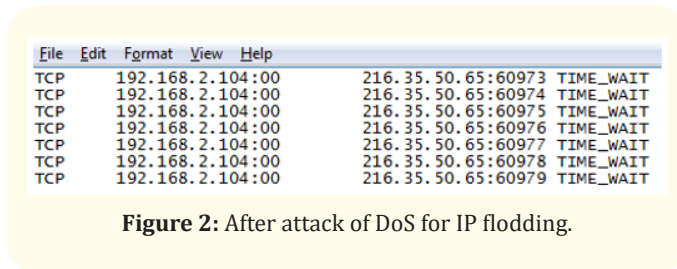 File Edit Format View Help
TCP 192.168.2.104:00 216.35.50.65:60973 TIME_WAIT
TCP 192.168.2.104:00 216.35.50.65:60974 TIME_WAIT
TCP 192.168.2.104:00 216.35.50.65:60975 TIME_WAIT
TCP 192.168.2.104:00 216.35.50.65:60976 TIME_WAIT
TCP 192.168.2.104:00 216.35.50.65:60977 TIME_WAIT
TCP 192.168.2.104:00 216.35.50.65:60978 TIME_WAIT
TCP 192.168.2.104:00 216.35.50.65:60979 TIME_WAIT
Figure 2: After attack of DoS for IP flodding.